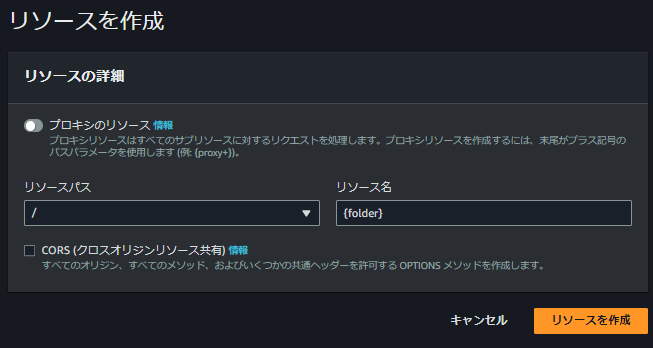 リソースを作成
リソースの詳細
プロキシのリソース 情報
プロキシリソースはすべてのサブリソースに対するリクエストを処理します。プロキシリソースを作成するには、末尾がプラス記号の
パスパラメータを使用します (例: {proxy+})。
リソースパス
リソース名
/
{folder}
CORS (クロスオリジンリソース共有) 情報
すべてのオリジン、すべてのメソッド、およびいくつかの共通ヘッダーを許可する OPTIONS メソッドを作成します。
キャンセル
リソースを作成